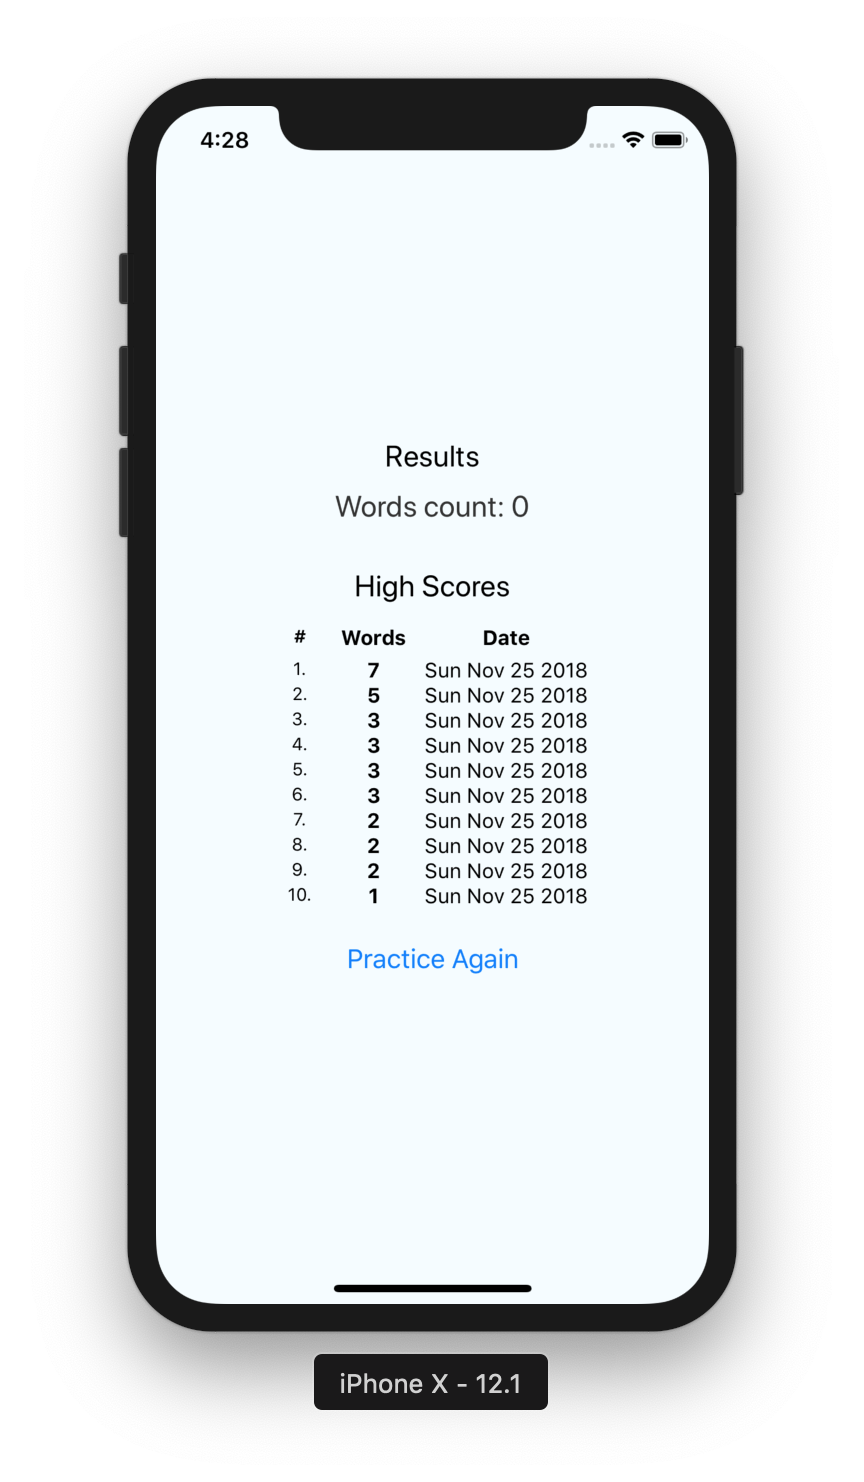 4:28
Results
Words count: 0
High Scores
# Words Date
1. 7 Sun Nov 25 2018
2. 5 Sun Nov 25 2018
3. 3 Sun Nov 25 2018
4. 3 Sun Nov 25 2018
5. 3 Sun Nov 25 2018
6. 3 Sun Nov 25 2018
7. 2 Sun Nov 25 2018
8. 2 Sun Nov 25 2018
9. 2 Sun Nov 25 2018
10. 1 Sun Nov 25 2018
Practice Again
iPhone X - 12.1